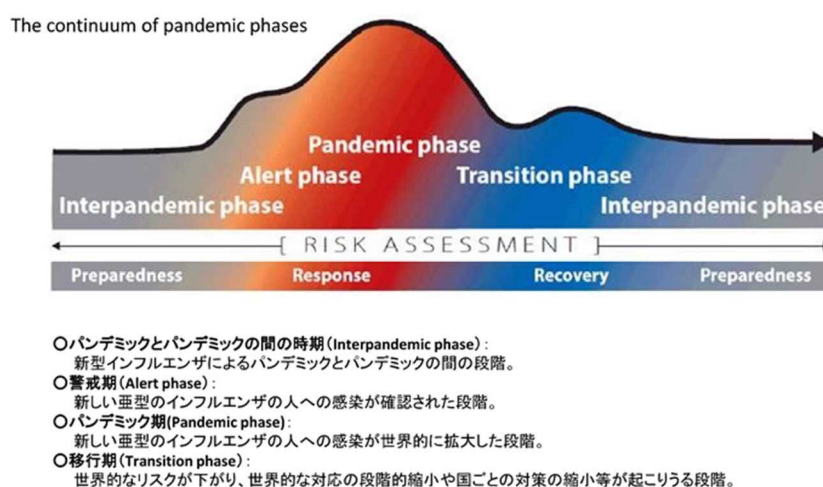 The continuum of pandemic phases
Pandemic phase
Alert phase
Transition phase
Interpandemic phase
Interpandemic phase
[ RISK ASSESSMENT ]
Preparedness
Response
Recovery
Preparedness
○パンデミックとパンデミックの間の時期(Interpandemic phase):
新型インフルエンザによるパンデミックとパンデミックの間の段階。
○警戒期(Alert phase):
新しい亜型のインフルエンザの人への感染が確認された段階。
○パンデミック期(Pandemic phase):
新しい亜型のインフルエンザの人への感染が世界的に拡大した段階。
○移行期(Transition phase):
世界的なリスクが下がり、世界的な対応の段階的縮小や国ごとの対策の縮小等が起こりうる段階。